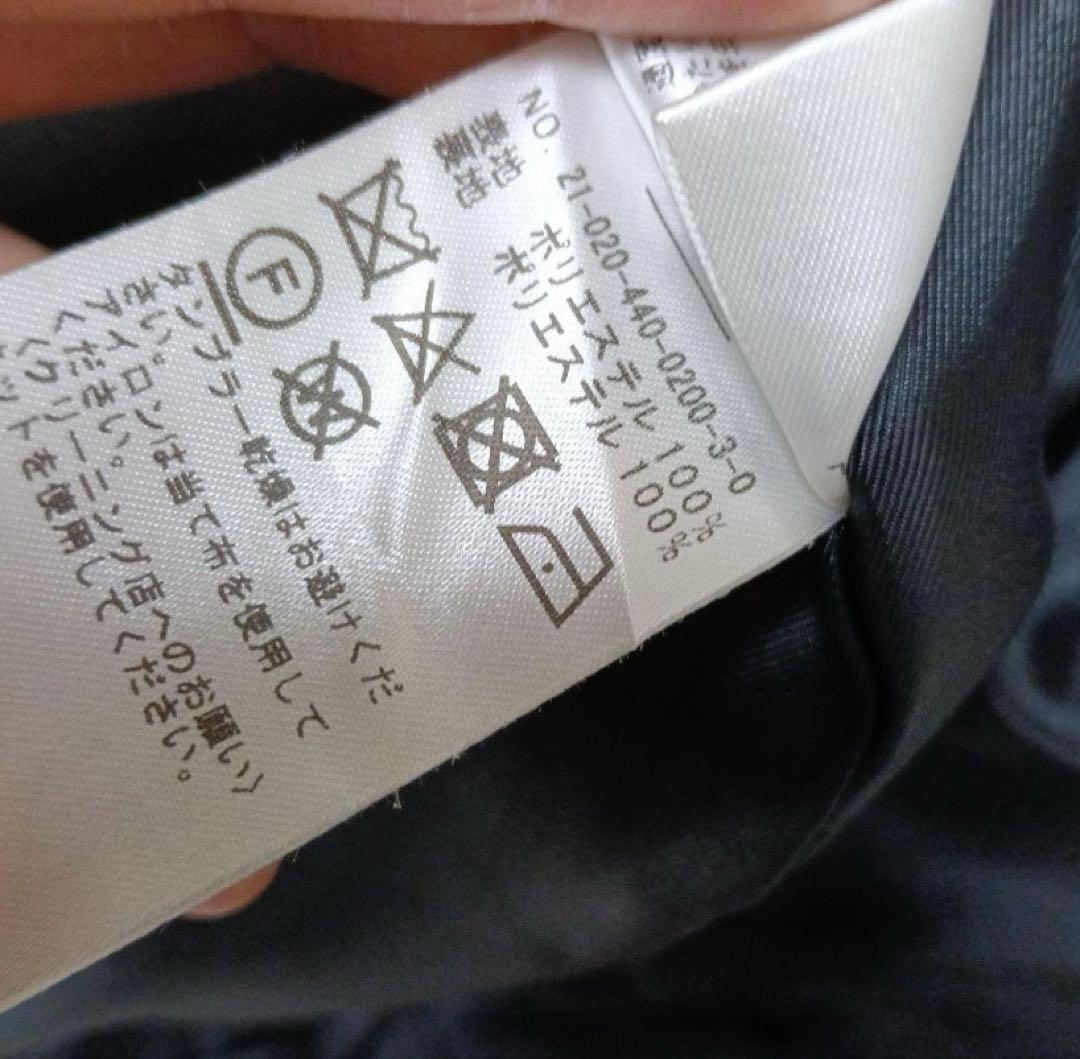 NO. 21-020-440-0200-3-0
表地 ポリエステル 100%
裏地 ポリエステル 100%
F
W
タンブラー乾燥はお避けくだ
さい。
アイロンは当て布を使用して
ください。
〈クリーニング店へのお願い〉
ネットを使用してください。